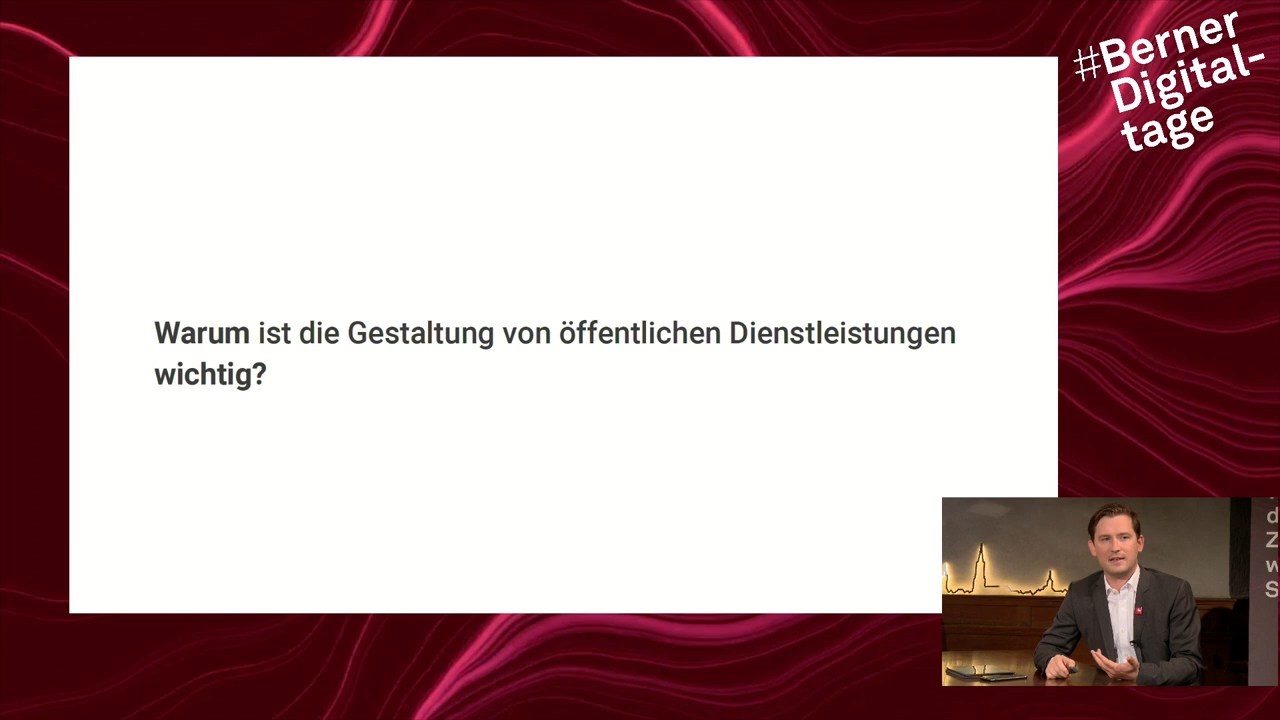 #Berner
Digital-
tage
Warum ist die Gestaltung von öffentlichen Dienstleistungen
wichtig?
d
Z
w
S